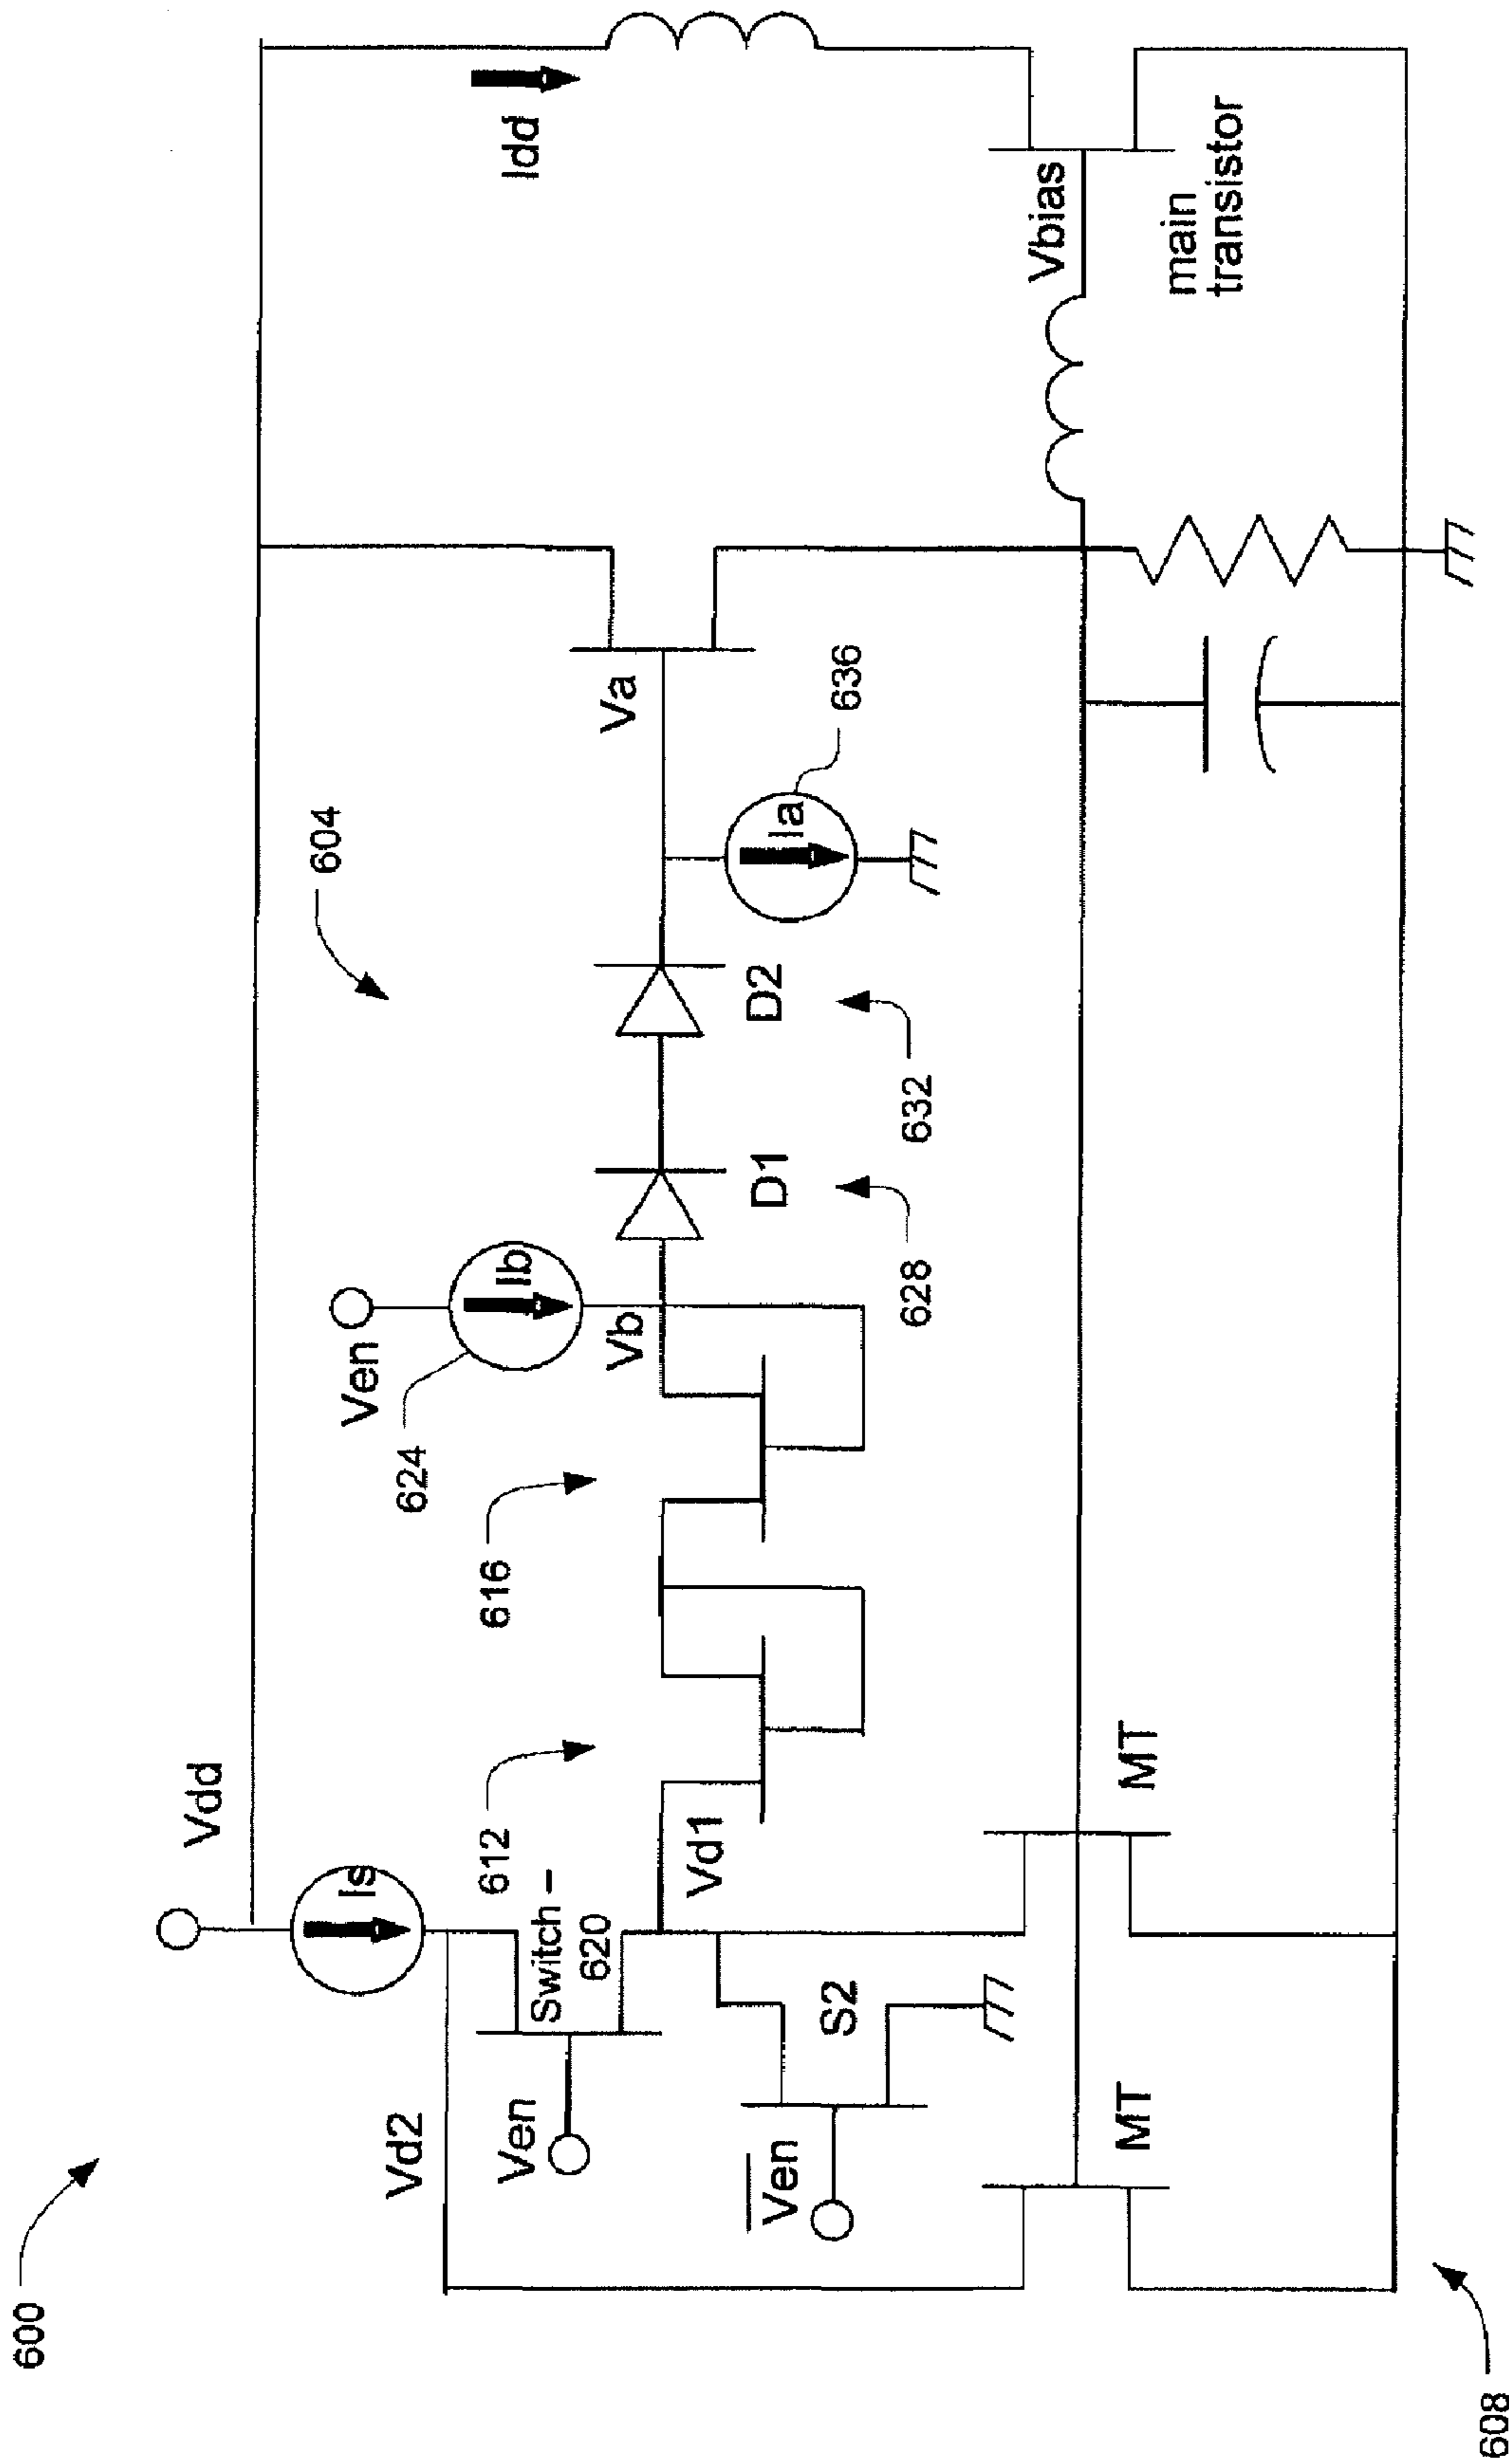 600
604
Vdd
Is
Idd
Ven
Ib
624
Vd2
Switch –
620
612
616
Vb
Va
Ven
Vd1
D1
D2
Ia
636
V̅e̅n̅
S2
628
632
Vbias
MT
MT
main
transistor
608